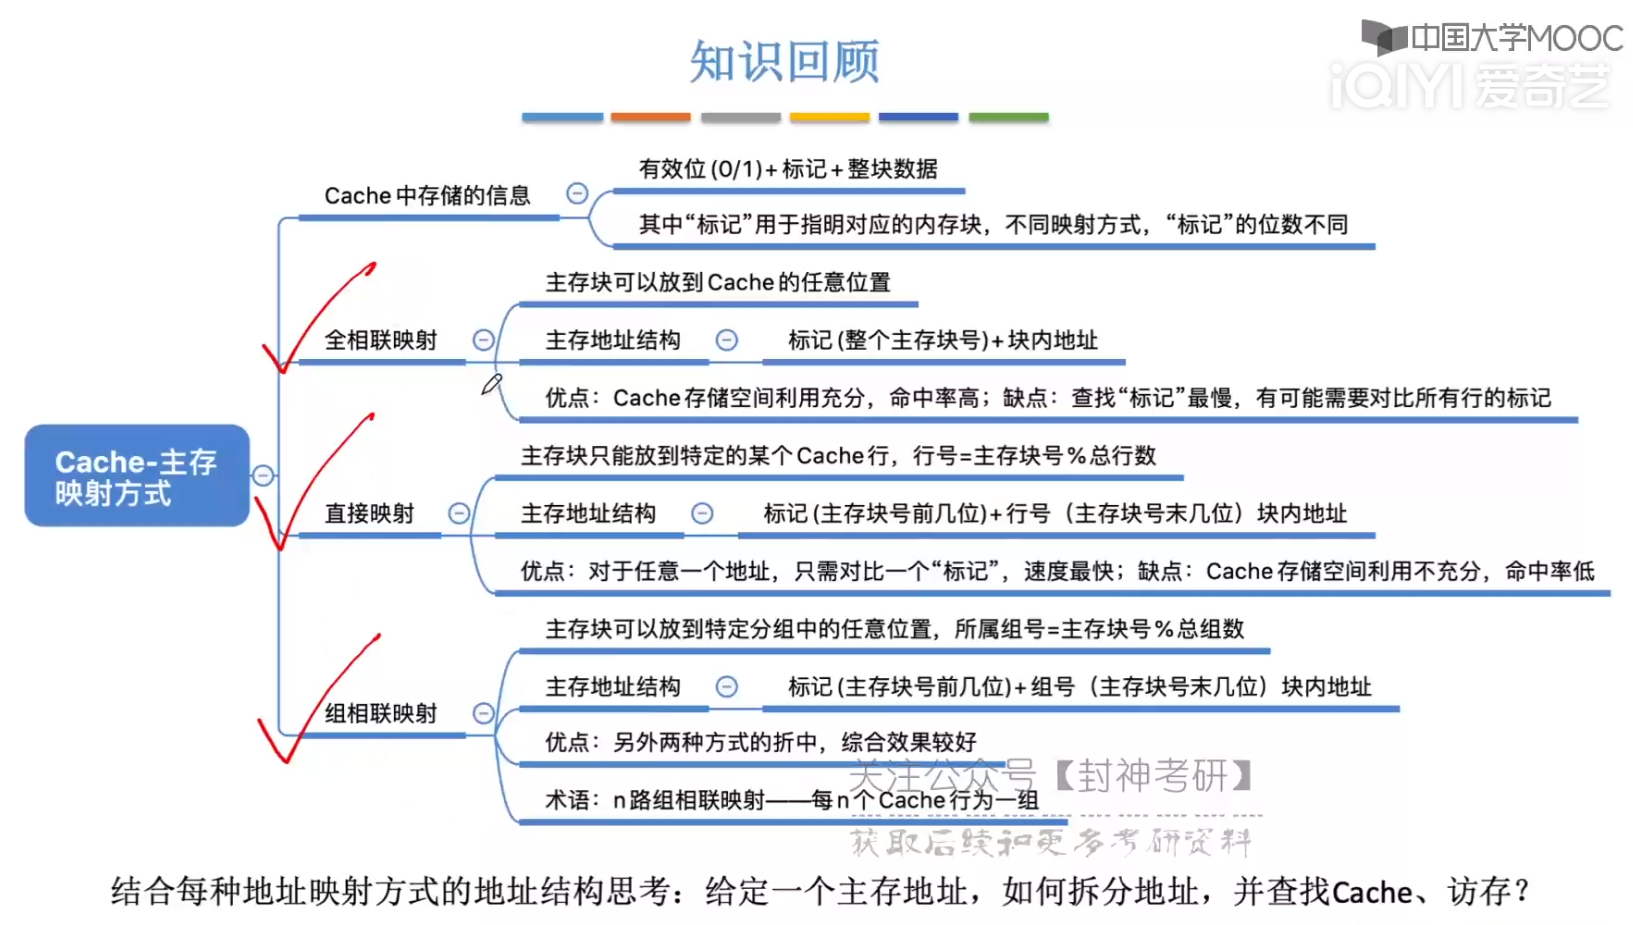 中国大学MOOC
iQIYI 爱奇艺
知识回顾
Cache-主存
映射方式
Cache中存储的信息
有效位(0/1)+标记+整块数据
其中“标记”用于指明对应的内存块，不同映射方式，“标记”的位数不同
全相联映射
主存块可以放到Cache的任意位置
主存地址结构
标记(整个主存块号)+块内地址
优点：Cache存储空间利用充分，命中率高；缺点：查找“标记”最慢，有可能需要对比所有行的标记
直接映射
主存块只能放到特定的某个Cache行，行号=主存块号%总行数
主存地址结构
标记(主存块号前几位)+行号（主存块号末几位）块内地址
优点：对于任意一个地址，只需对比一个“标记”，速度最快；缺点：Cache存储空间利用不充分，命中率低
组相联映射
主存块可以放到特定分组中的任意位置，所属组号=主存块号%总组数
主存地址结构
标记(主存块号前几位)+组号（主存块号末几位）块内地址
优点：另外两种方式的折中，综合效果较好
术语：n路组相联映射——每n个Cache行为一组
关注公众号【封神考研】
获取后续和更多考研资料
结合每种地址映射方式的地址结构思考：给定一个主存地址，如何拆分地址，并查找Cache、访存？